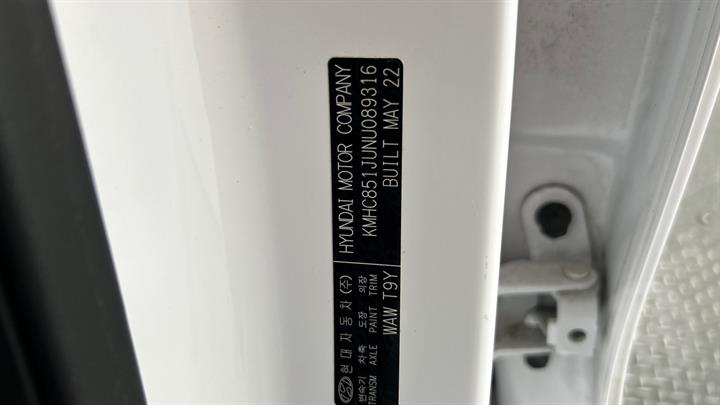 현대자동차(주) HYUNDAI MOTOR COMPANY
KMHC851JUNU089316
변속기 차축 도장 외장 BUILT MAY 22
TRANSM AXLE PAINT TRIM
WAW T9Y